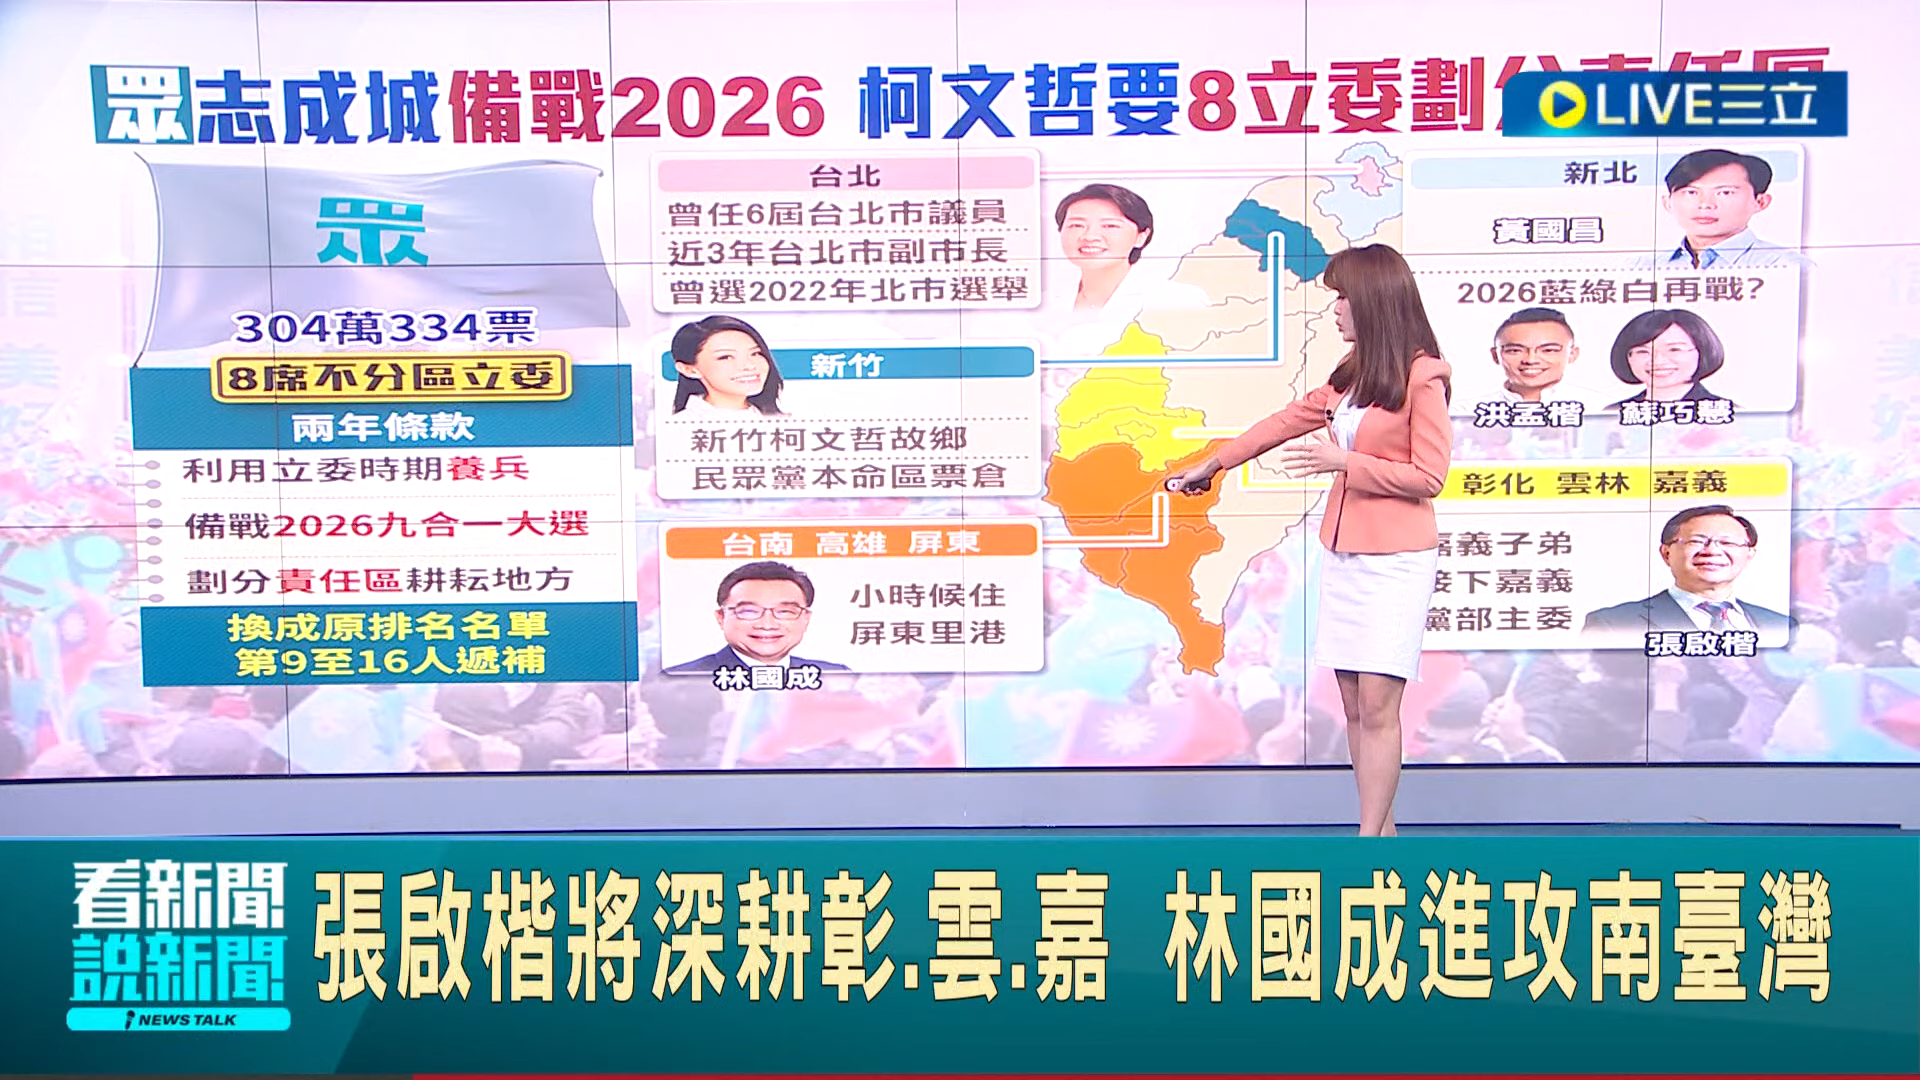 眾志成城備戰2026 柯文哲要8立委劃分責任區
LIVE三立
眾
304萬334票
8席不分區立委
兩年條款
利用立委時期養兵
備戰2026九合一大選
劃分責任區耕耘地方
換成原排名名單
第9至16人遞補
台北
曾任6屆台北市議員
近3年台北市副市長
曾選2022年北市選舉
新竹
新竹柯文哲故鄉
民眾黨本命區票倉
台南 高雄 屏東
小時候住
屏東里港
林國成
新北
黃國昌
2026藍綠白再戰?
洪孟楷
蘇巧慧
彰化 雲林 嘉義
嘉義子弟
接下嘉義
黨部主委
張啟楷
看新聞
說新聞
NEWS TALK
張啟楷將深耕彰.雲.嘉 林國成進攻南臺灣